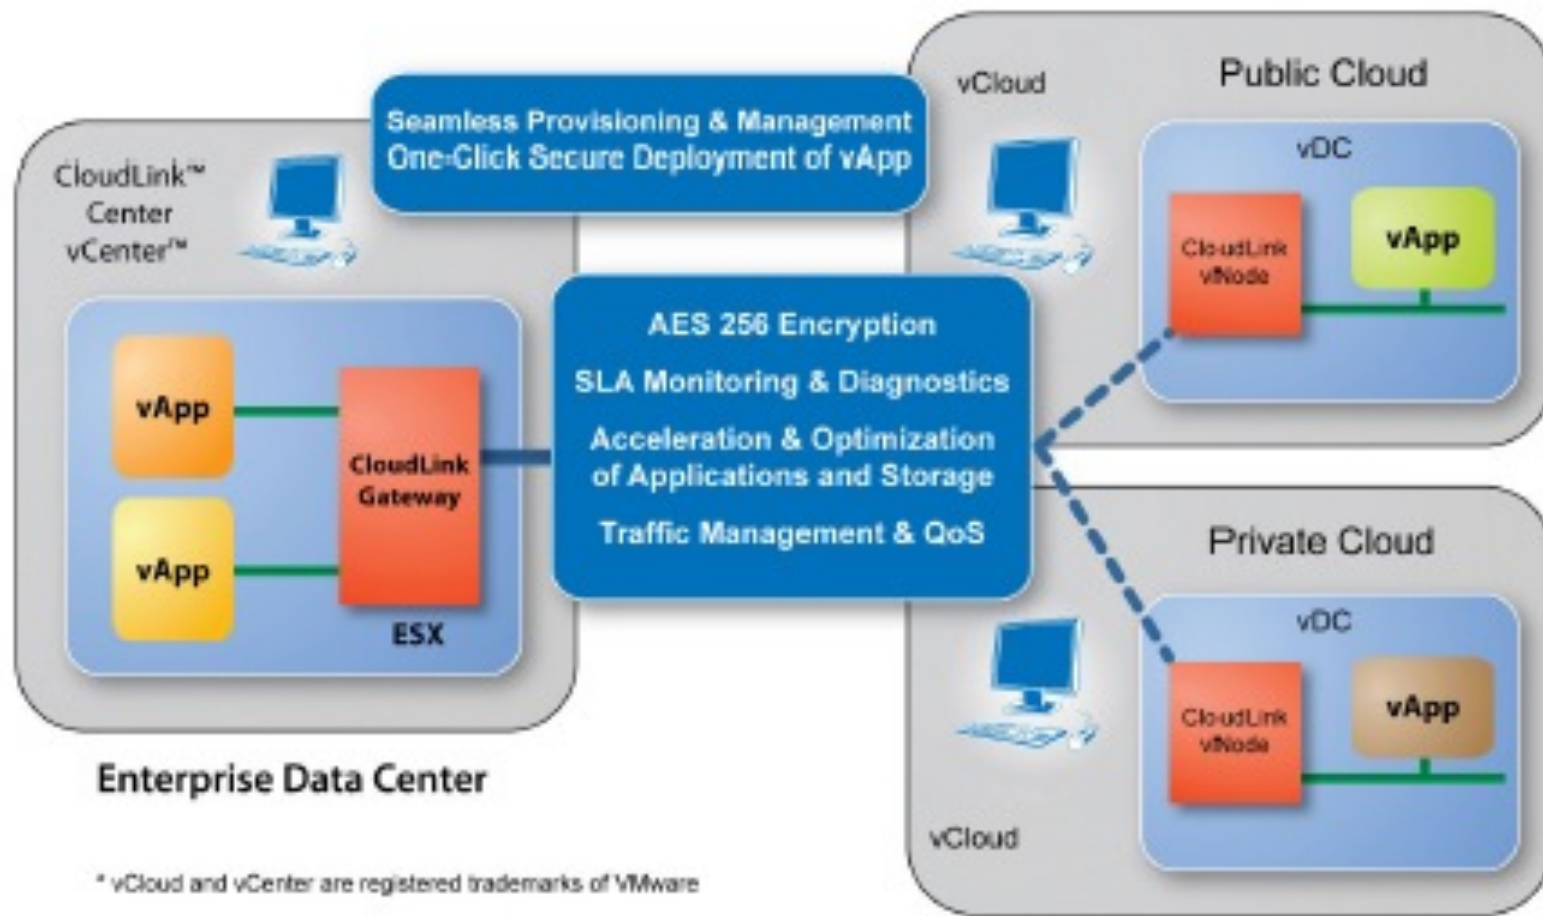 Seamless Provisioning & Management
One-Click Secure Deployment of vApp
CloudLink™
Center
vCenter™
vApp
vApp
CloudLink
Gateway
ESX
Enterprise Data Center
AES 256 Encryption
SLA Monitoring & Diagnostics
Acceleration & Optimization
of Applications and Storage
Traffic Management & QoS
vCloud
Public Cloud
vDC
CloudLink
vNode
vApp
Private Cloud
vDC
CloudLink
vNode
vApp
vCloud
* vCloud and vCenter are registered trademarks of VMware